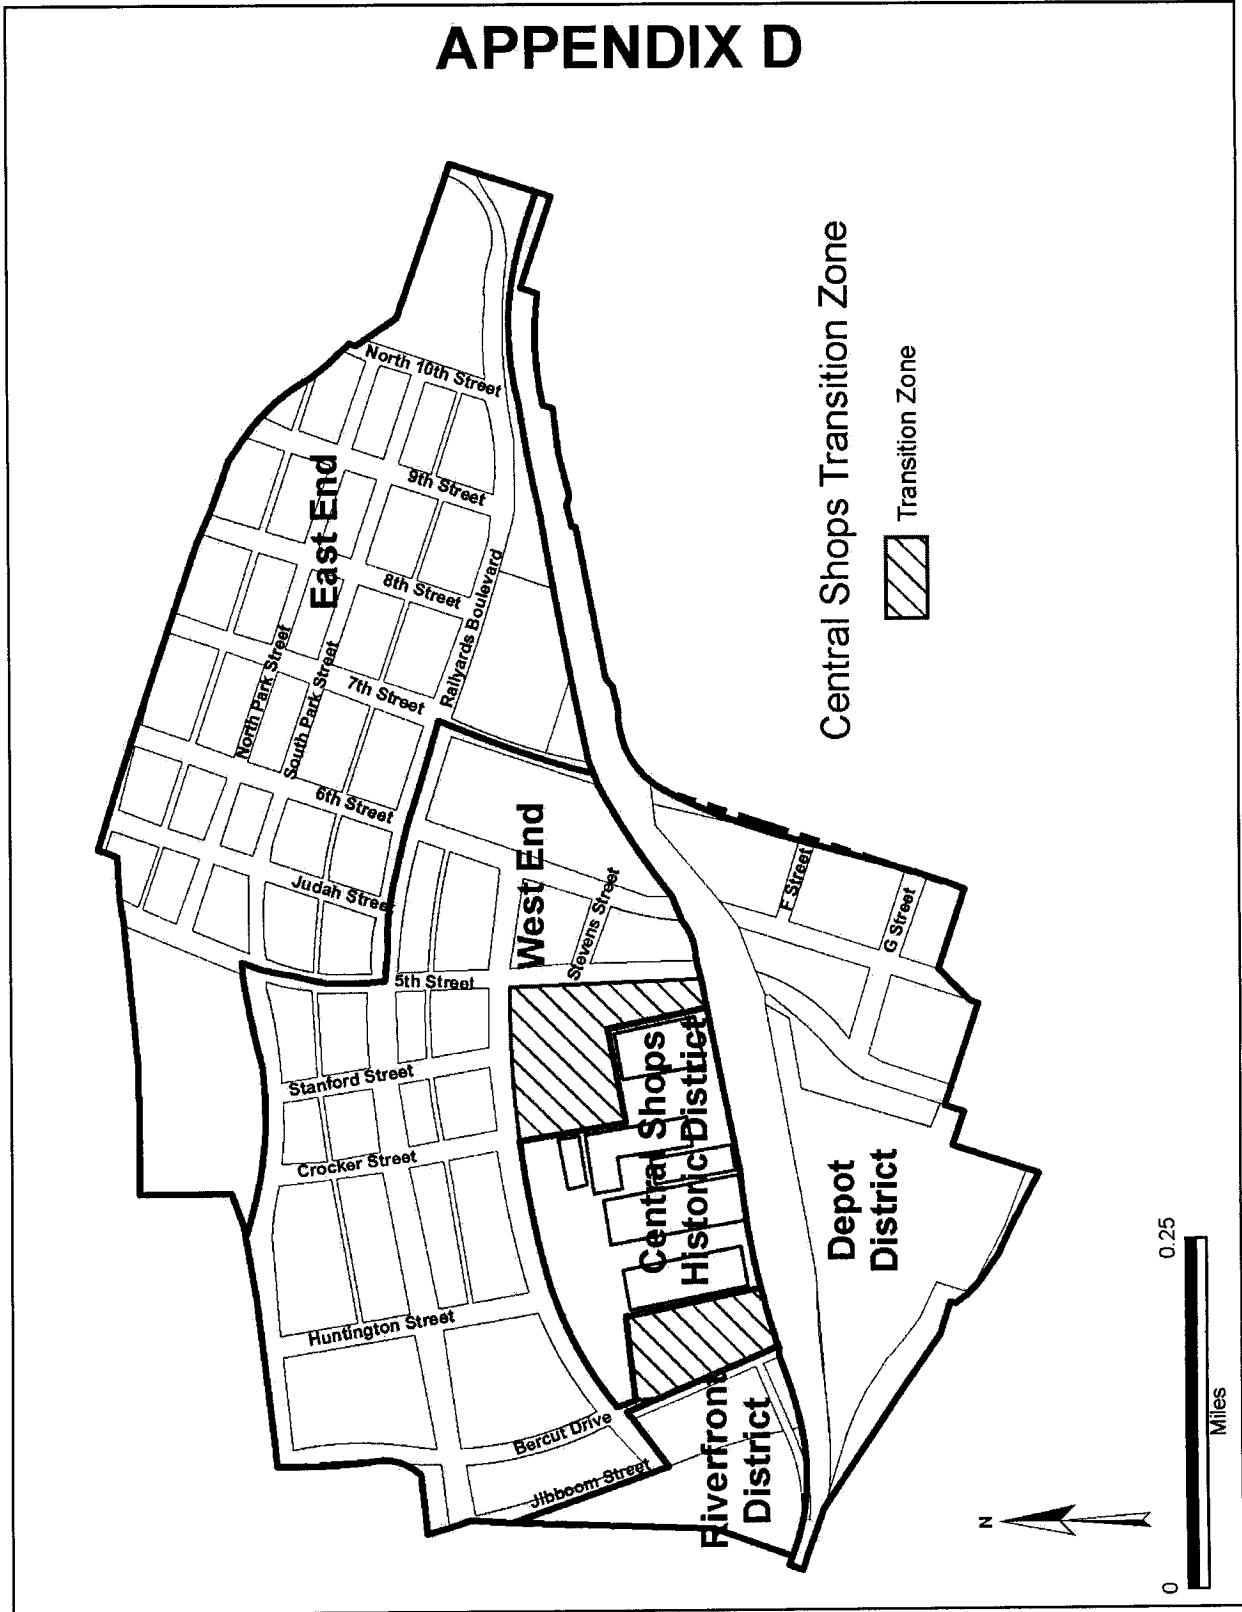 APPENDIX D
North 10th Street
East End
9th Street
8th Street
Railyards Boulevard
North Park Street
South Park Street
7th Street
6th Street
Judah Street
West End
Stevens Street
5th Street
Stanford Street
Crocker Street
Huntington Street
Bercut Drive
Jibboom Street
Central Shops
Historic District
Riverfront
District
Depot
District
F Street
G Street
Central Shops Transition Zone
Transition Zone
N
0
0.25
Miles